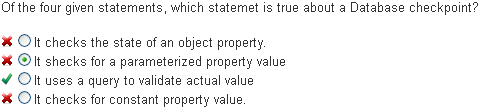 Of the four given statements, which statemet is true about a Database checkpoint?
It checks the state of an object property.
It shecks for a parameterized property value
It uses a query to validate actual value
It checks for constant property value.